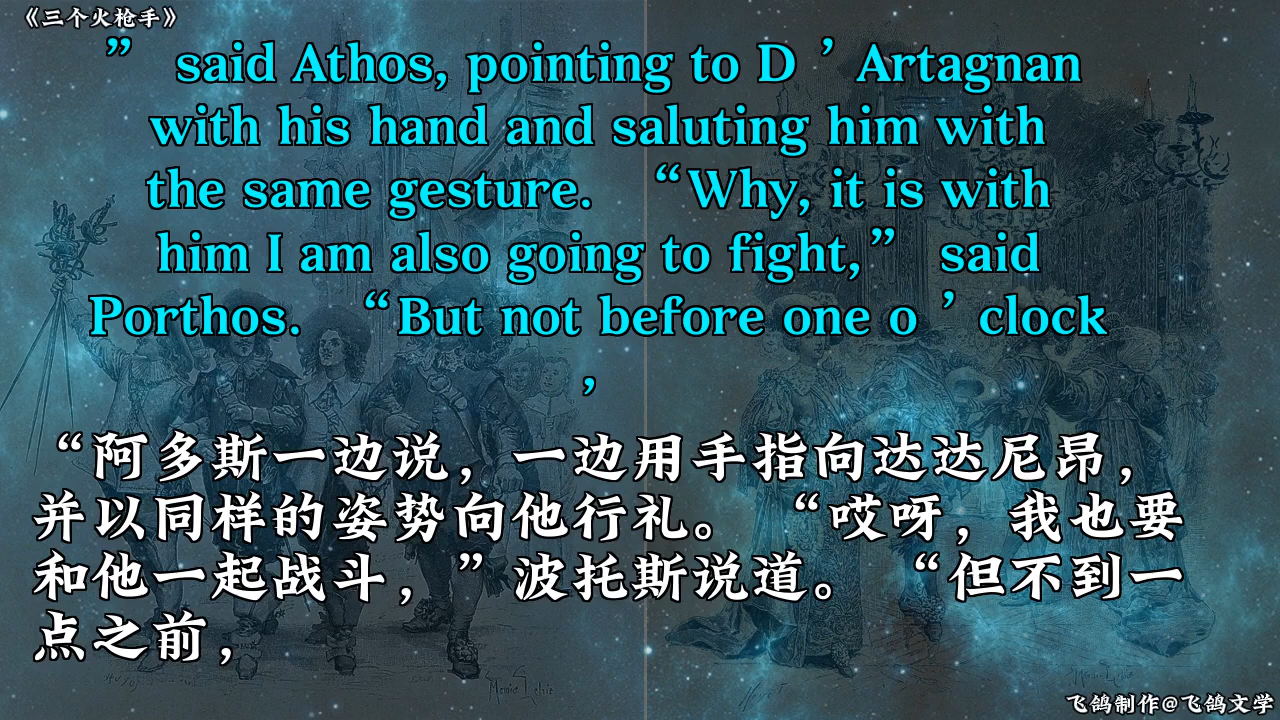 《三个火枪手》
” said Athos, pointing to D ’ Artagnan
with his hand and saluting him with
the same gesture. “Why, it is with
him I am also going to fight,” said
Porthos. “But not before one o ’ clock
,
“阿多斯一边说，一边用手指向达达尼昂，
并以同样的姿势向他行礼。 “哎呀，我也要
和他一起战斗，”波托斯说道。 “但不到一
点之前，
飞鸽制作@飞鸽文学